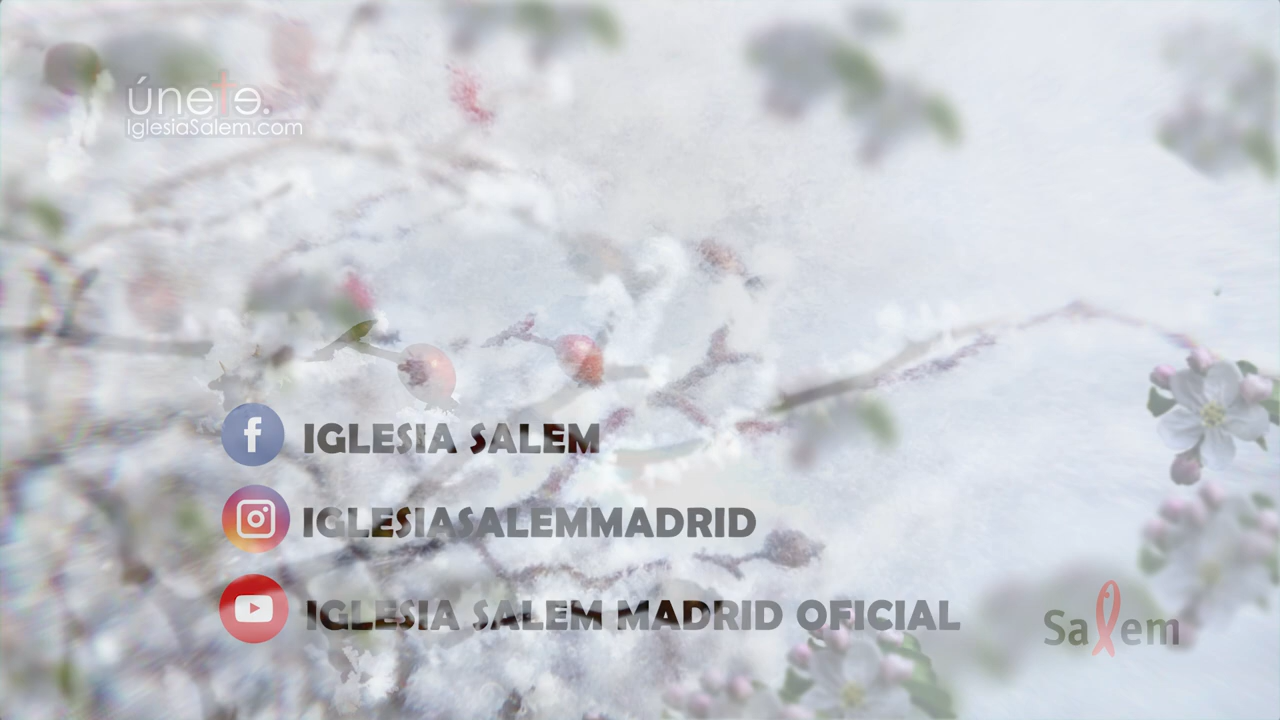 únete.
IglesiaSalem.com
IGLESIA SALEM
IGLESIASALEMMADRID
IGLESIA SALEM MADRID OFICIAL
Salem